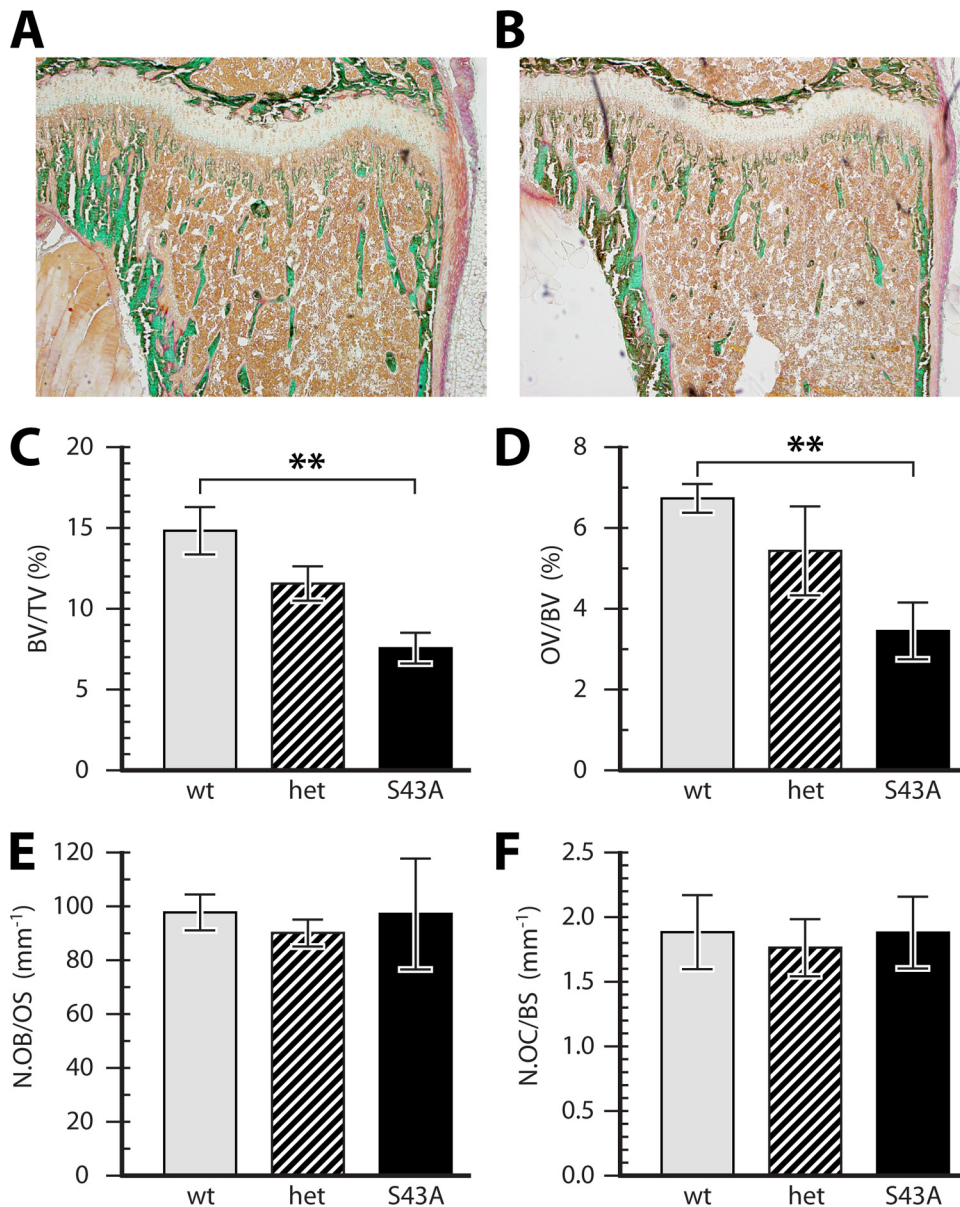 A
B
C
BV/TV (%)
20
15
10
5
0
**
wt
het
S43A
D
OV/BV (%)
8
6
4
2
0
**
wt
het
S43A
E
N.OB/OS (mm⁻¹)
120
100
80
60
40
20
0
wt
het
S43A
F
N.OC/BS (mm⁻¹)
2.5
2.0
1.5
1.0
0.5
0.0
wt
het
S43A